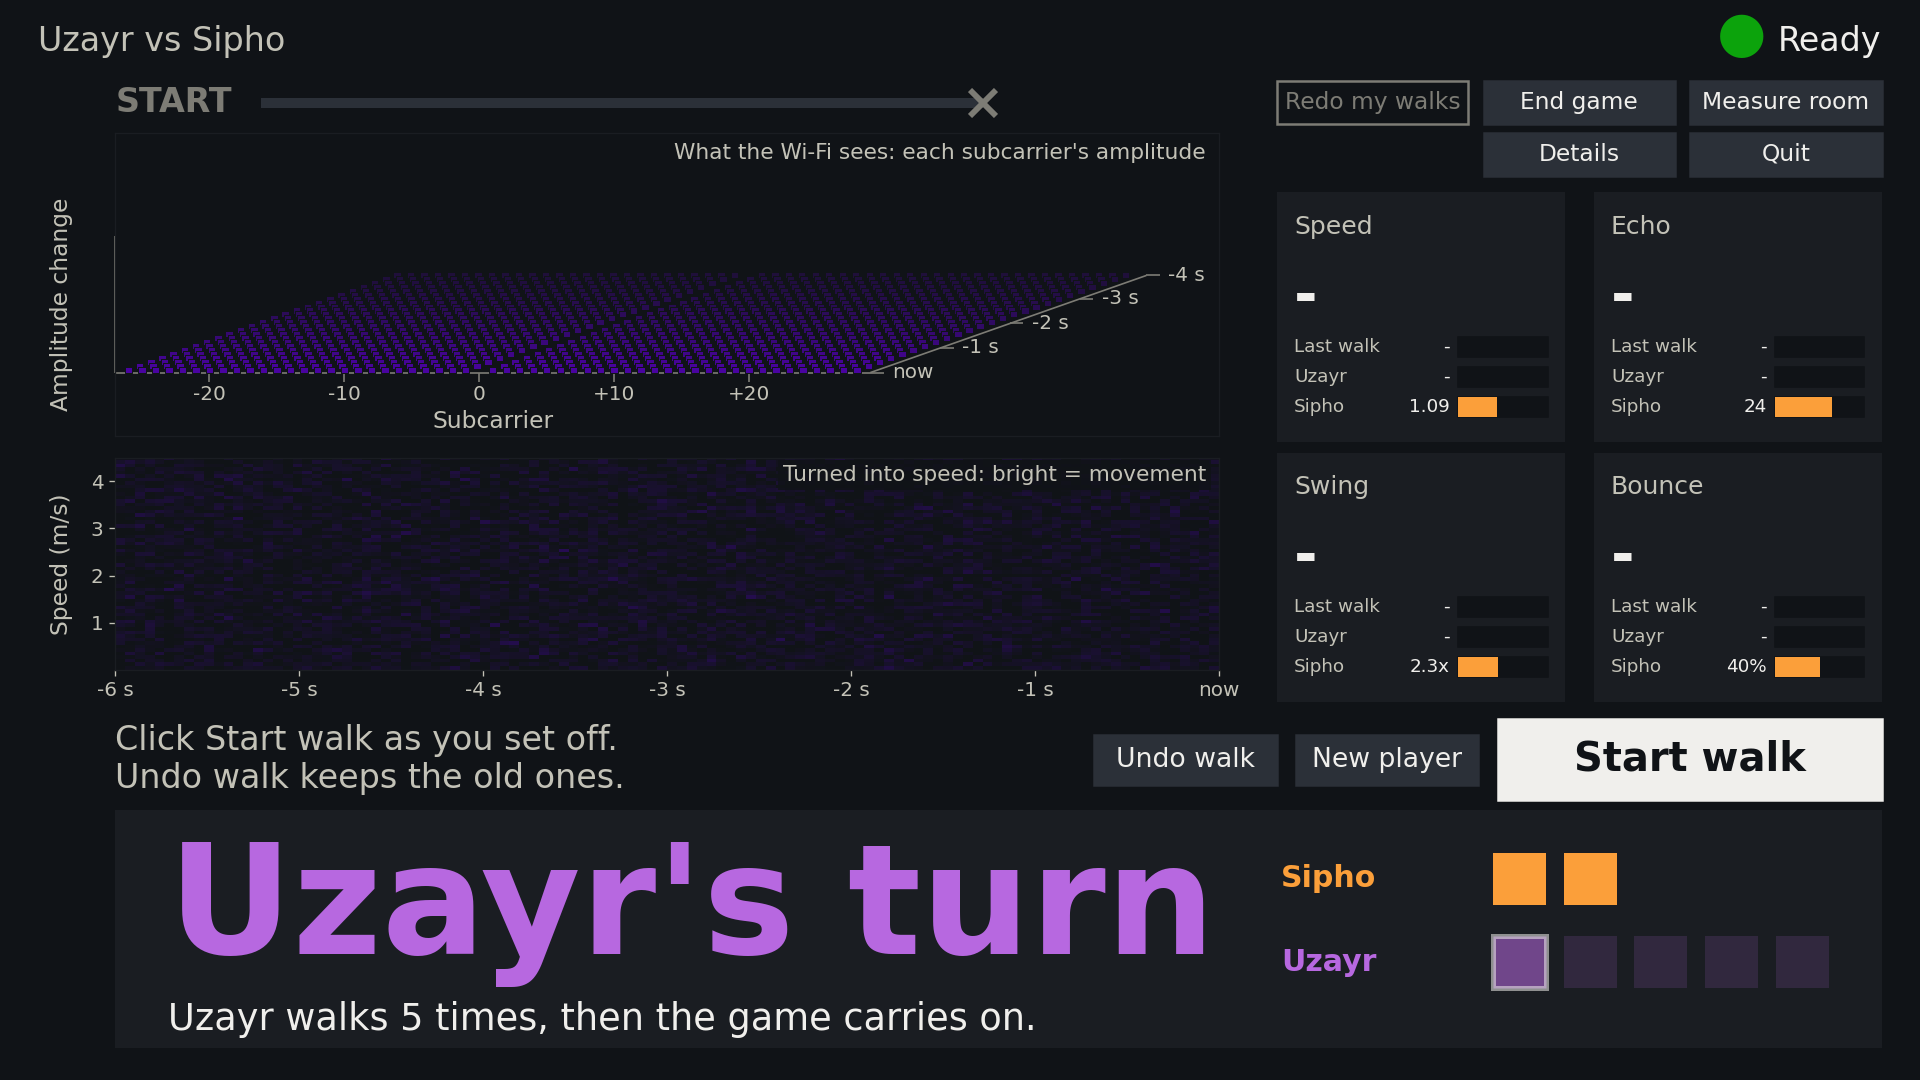 Uzayr vs Sipho
Ready
START
Redo my walks
End game
Measure room
Details
Quit
What the Wi-Fi sees: each subcarrier's amplitude
Amplitude change
-4 s
-3 s
-2 s
-1 s
now
-20
-10
0
+10
+20
Subcarrier
Speed
-
Last walk -
Uzayr -
Sipho 1.09
Echo
-
Last walk -
Uzayr -
Sipho 24
Turned into speed: bright = movement
Speed (m/s)
4
3
2
1
-6 s
-5 s
-4 s
-3 s
-2 s
-1 s
now
Swing
-
Last walk -
Uzayr -
Sipho 2.3x
Bounce
-
Last walk -
Uzayr -
Sipho 40%
Click Start walk as you set off.
Undo walk keeps the old ones.
Undo walk
New player
Start walk
Uzayr's turn
Uzayr walks 5 times, then the game carries on.
Sipho
Uzayr